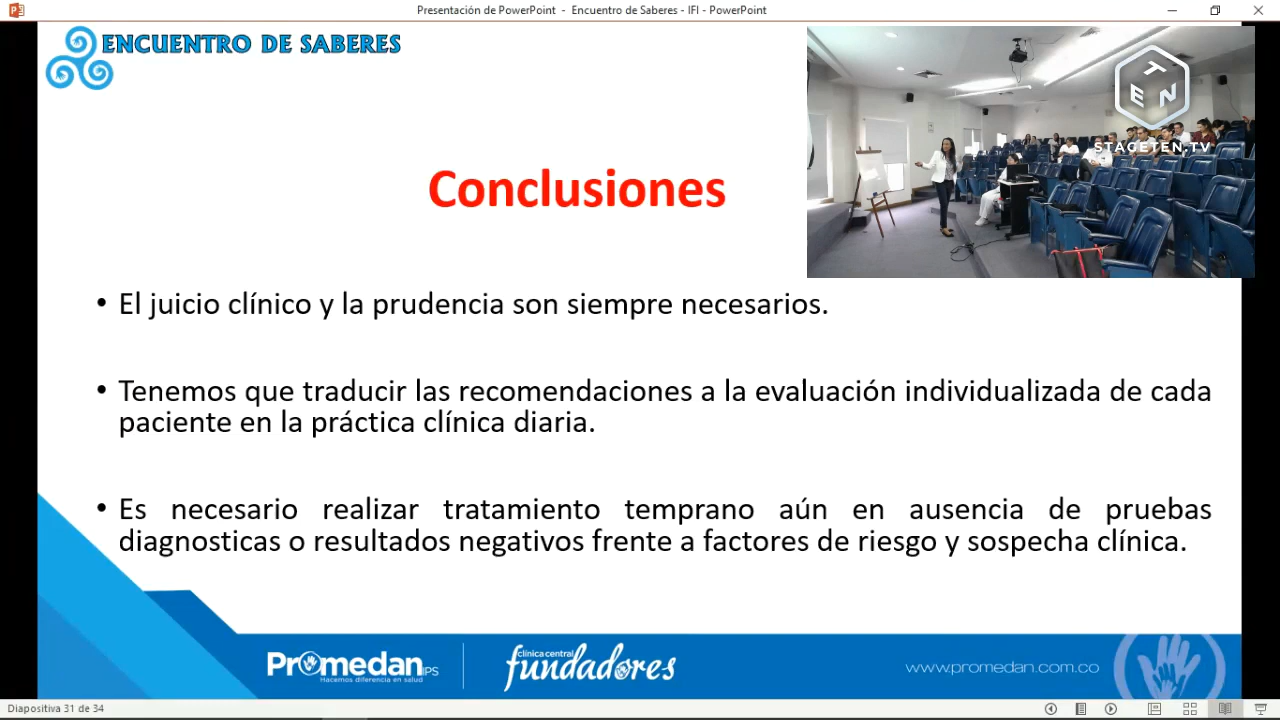 Presentación de PowerPoint - Encuentro de Saberes - IFI - PowerPoint
ENCUENTRO DE SABERES
TEN
STAGETEN.TV
Conclusiones
• El juicio clínico y la prudencia son siempre necesarios.
• Tenemos que traducir las recomendaciones a la evaluación individualizada de cada
paciente en la práctica clínica diaria.
• Es necesario realizar tratamiento temprano aún en ausencia de pruebas
diagnosticas o resultados negativos frente a factores de riesgo y sospecha clínica.
Promedan IPS
Hacemos diferencia en salud
clínica central
fundadores
www.promedan.com.co
Diapositiva 31 de 34